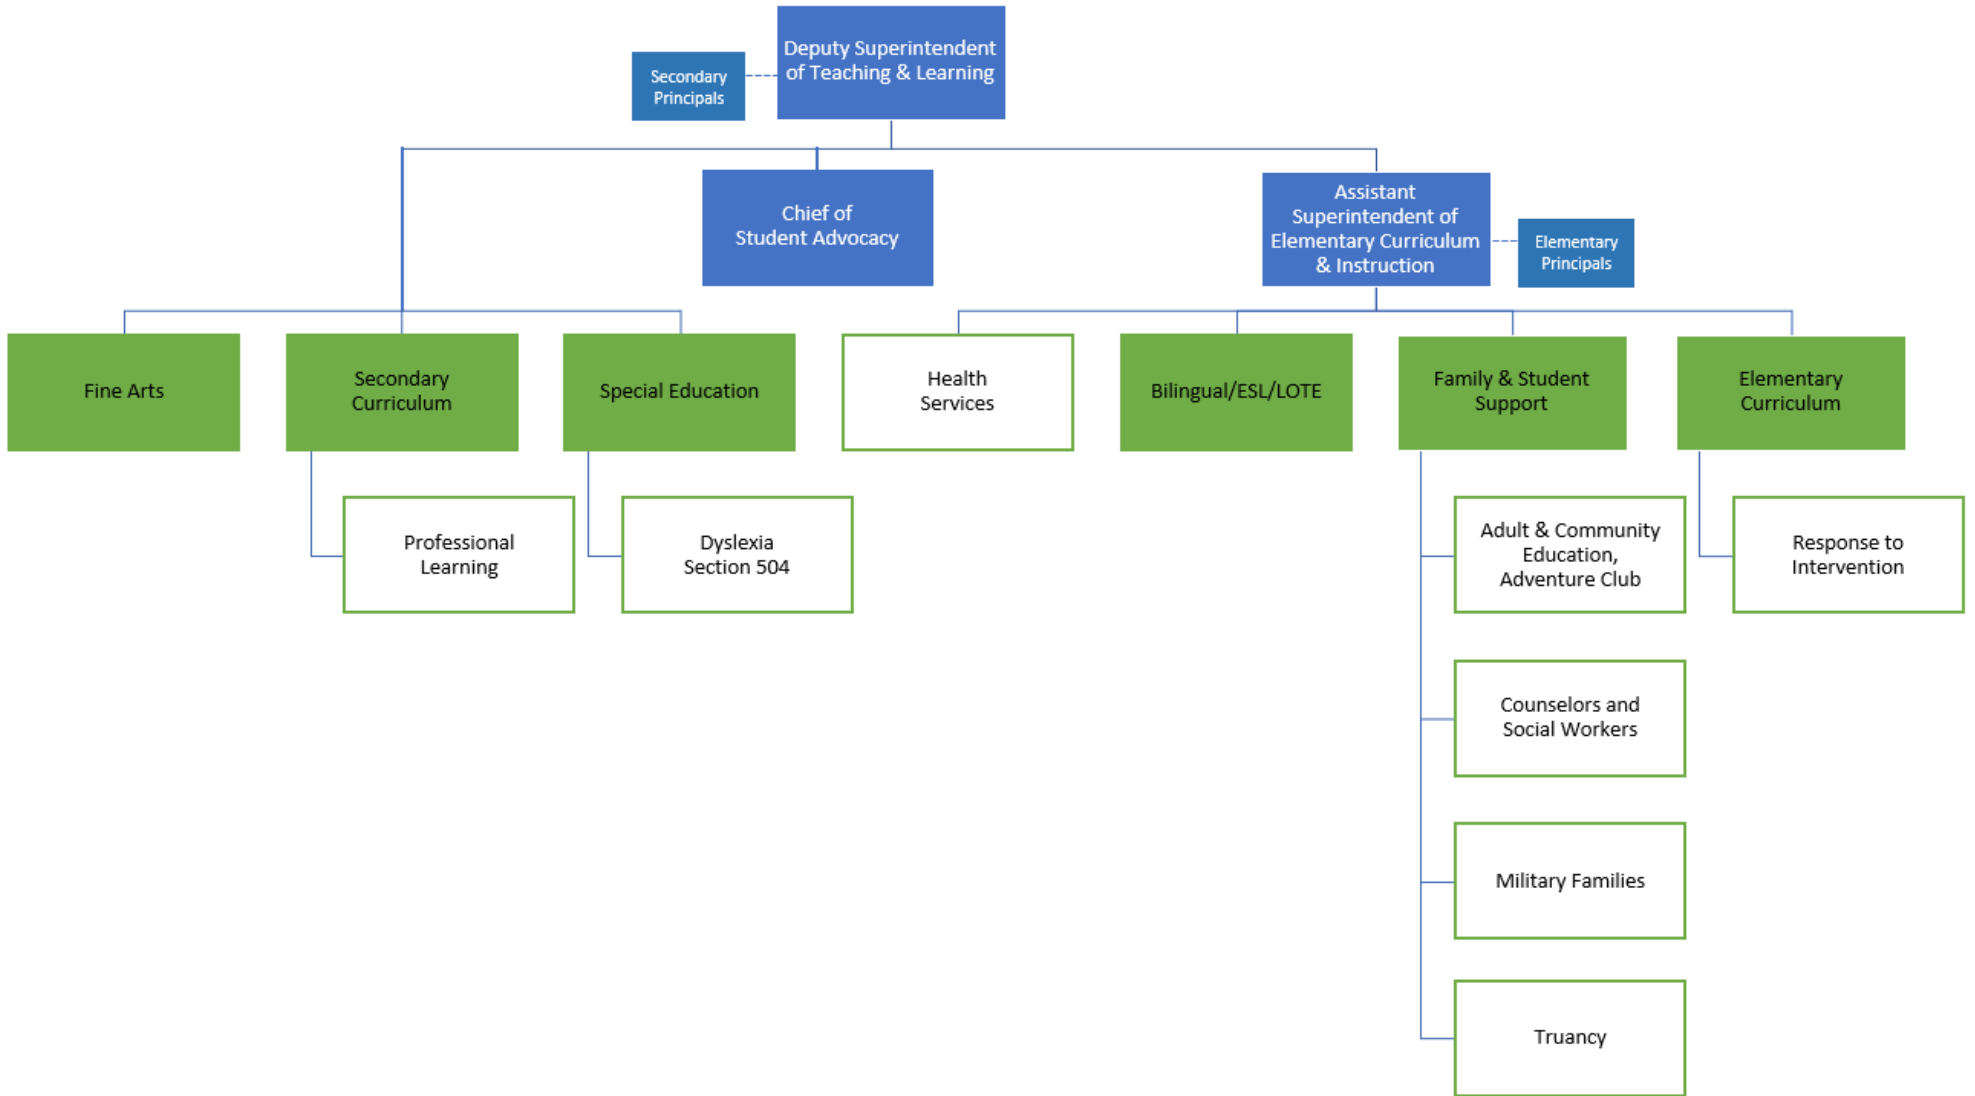 Deputy Superintendent
of Teaching & Learning
Secondary
Principals
Chief of
Student Advocacy
Assistant
Superintendent of
Elementary Curriculum
& Instruction
Elementary
Principals
Fine Arts
Secondary
Curriculum
Special Education
Health
Services
Bilingual/ESL/LOTE
Family & Student
Support
Elementary
Curriculum
Professional
Learning
Dyslexia
Section 504
Adult & Community
Education,
Adventure Club
Response to
Intervention
Counselors and
Social Workers
Military Families
Truancy